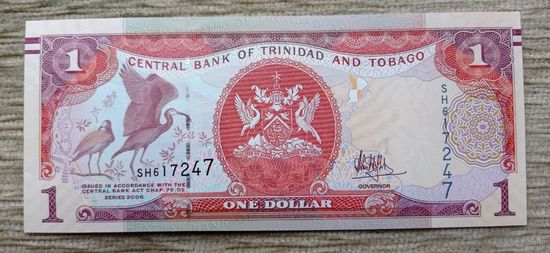 1
CENTRAL BANK OF TRINIDAD AND TOBAGO
1
SH617247
SH617247
ISSUED IN ACCORDANCE WITH THE
CENTRAL BANK ACT CHAP. 79.02.
SERIES 2006
GOVERNOR
1
ONE DOLLAR
1